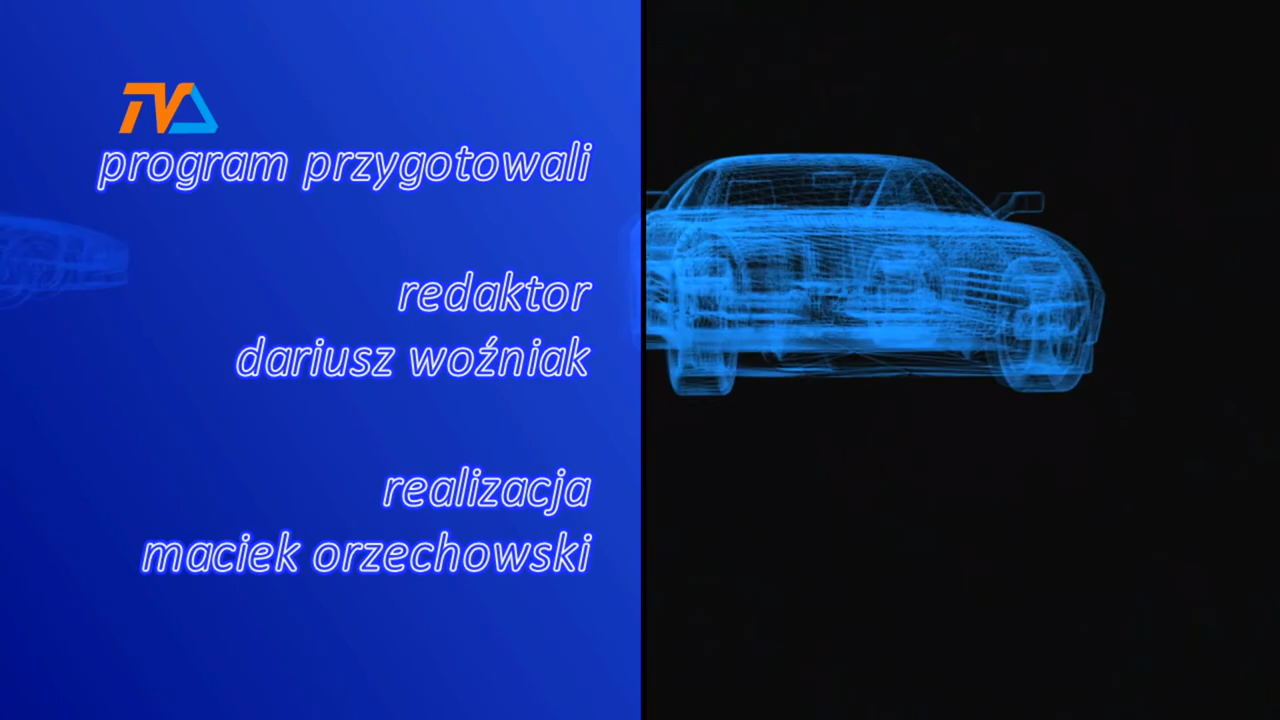 TVA
program przygotowali
redaktor
dariusz woźniak
realizacja
maciek orzechowski